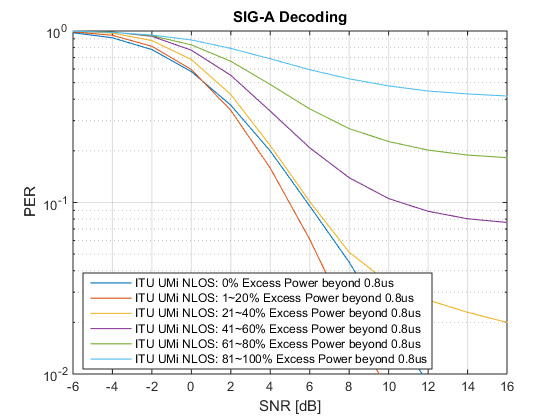 SIG-A Decoding
10^0
10^-1
10^-2
PER
ITU UMi NLOS: 0% Excess Power beyond 0.8us
ITU UMi NLOS: 1~20% Excess Power beyond 0.8us
ITU UMi NLOS: 21~40% Excess Power beyond 0.8us
ITU UMi NLOS: 41~60% Excess Power beyond 0.8us
ITU UMi NLOS: 61~80% Excess Power beyond 0.8us
ITU UMi NLOS: 81~100% Excess Power beyond 0.8us
-6 -4 -2 0 2 4 6 8 10 12 14 16
SNR [dB]